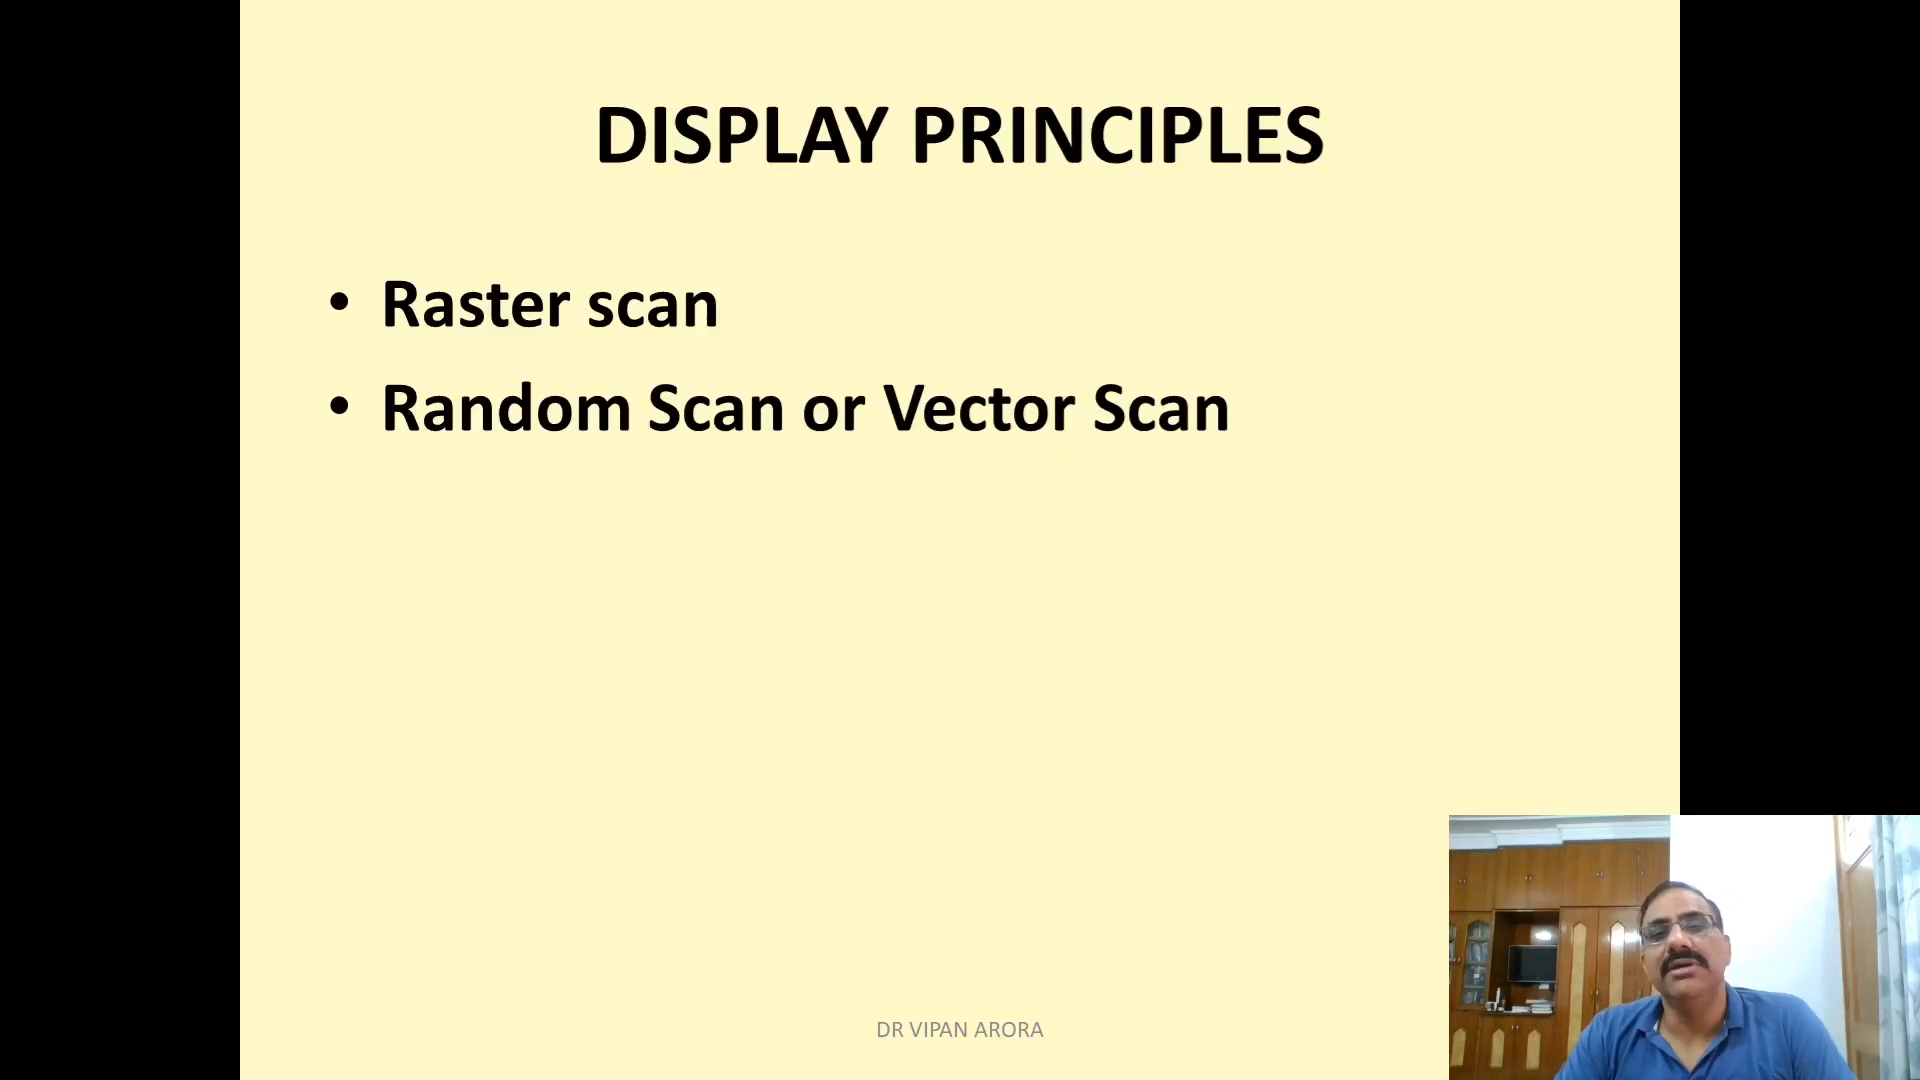 DISPLAY PRINCIPLES
• Raster scan
• Random Scan or Vector Scan
DR VIPAN ARORA